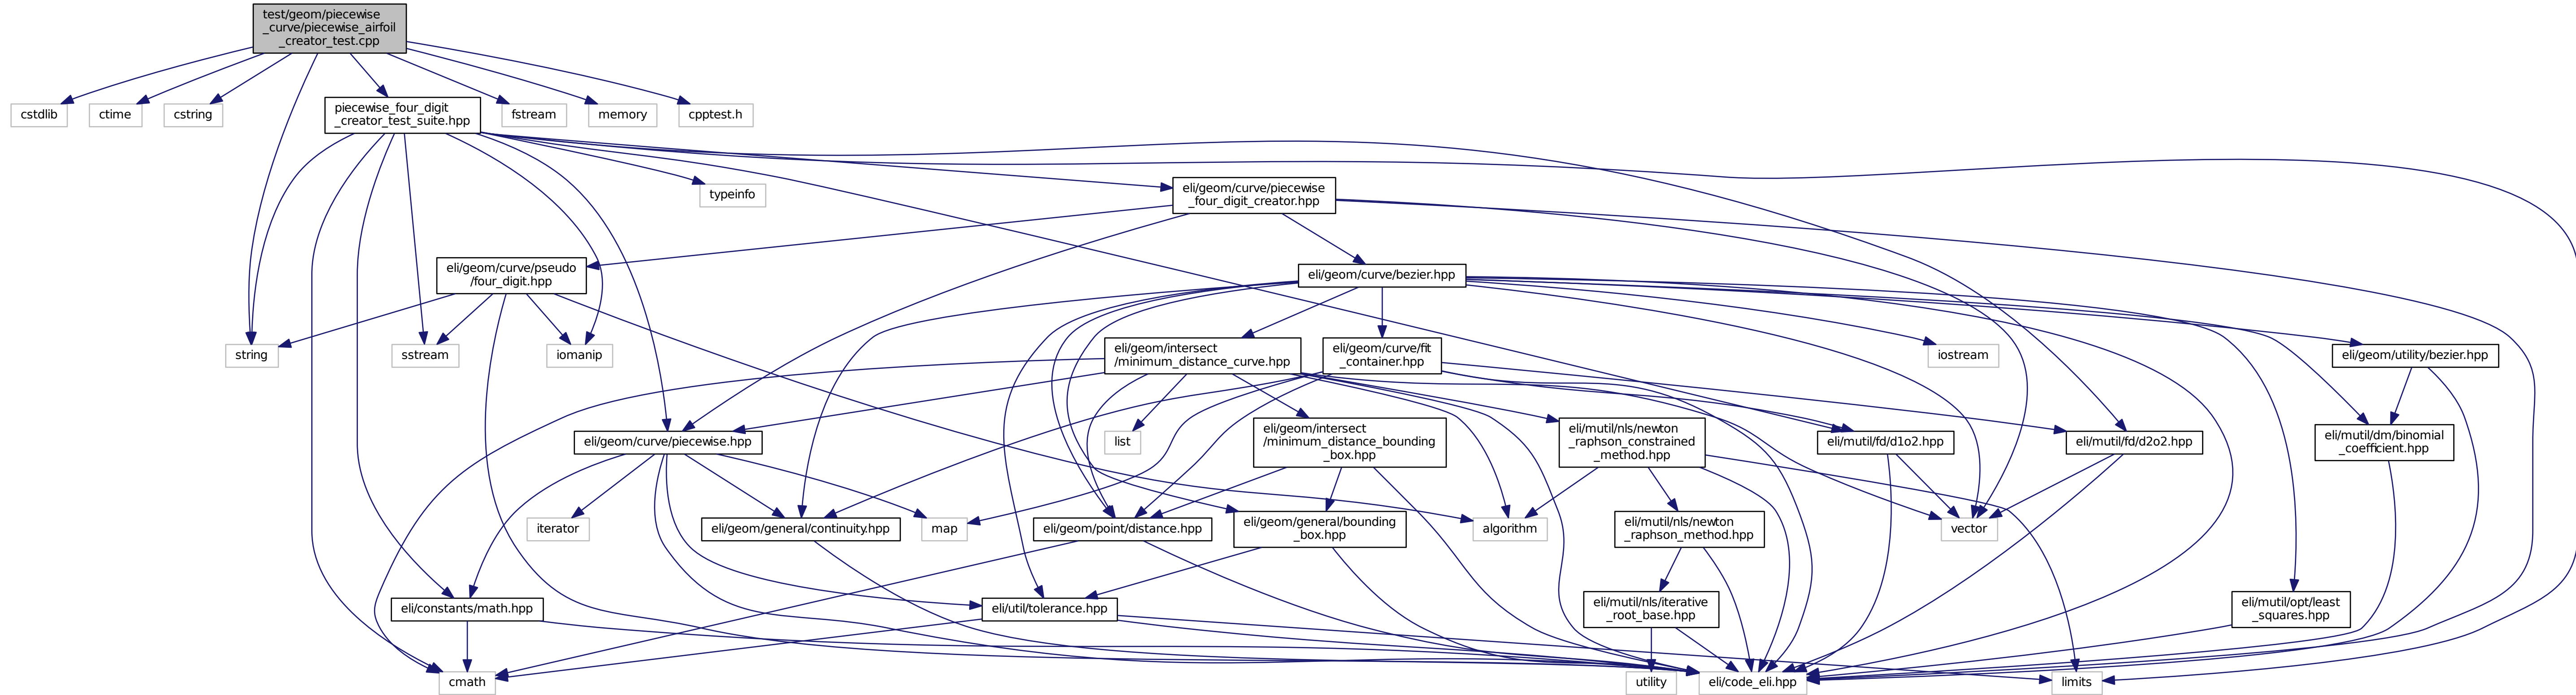 test/geom/piecewise
_curve/piecewise_airfoil
_creator_test.cpp
cstdlib
ctime
cstring
piecewise_four_digit
_creator_test_suite.hpp
fstream
memory
cpptest.h
typeinfo
eli/geom/curve/piecewise
_four_digit_creator.hpp
eli/geom/curve/pseudo
/four_digit.hpp
eli/geom/curve/bezier.hpp
string
sstream
iomanip
eli/geom/intersect
/minimum_distance_curve.hpp
eli/geom/curve/fit
_container.hpp
iostream
eli/geom/utility/bezier.hpp
eli/geom/curve/piecewise.hpp
list
eli/geom/intersect
/minimum_distance_bounding
_box.hpp
eli/mutil/nls/newton
_raphson_constrained
_method.hpp
eli/mutil/fd/d1o2.hpp
eli/mutil/fd/d2o2.hpp
eli/mutil/dm/binomial
_coefficient.hpp
iterator
eli/geom/general/continuity.hpp
map
eli/geom/point/distance.hpp
eli/geom/general/bounding
_box.hpp
algorithm
eli/mutil/nls/newton
_raphson_method.hpp
vector
eli/constants/math.hpp
eli/util/tolerance.hpp
eli/mutil/nls/iterative
_root_base.hpp
eli/mutil/opt/least
_squares.hpp
cmath
utility
eli/code_eli.hpp
limits